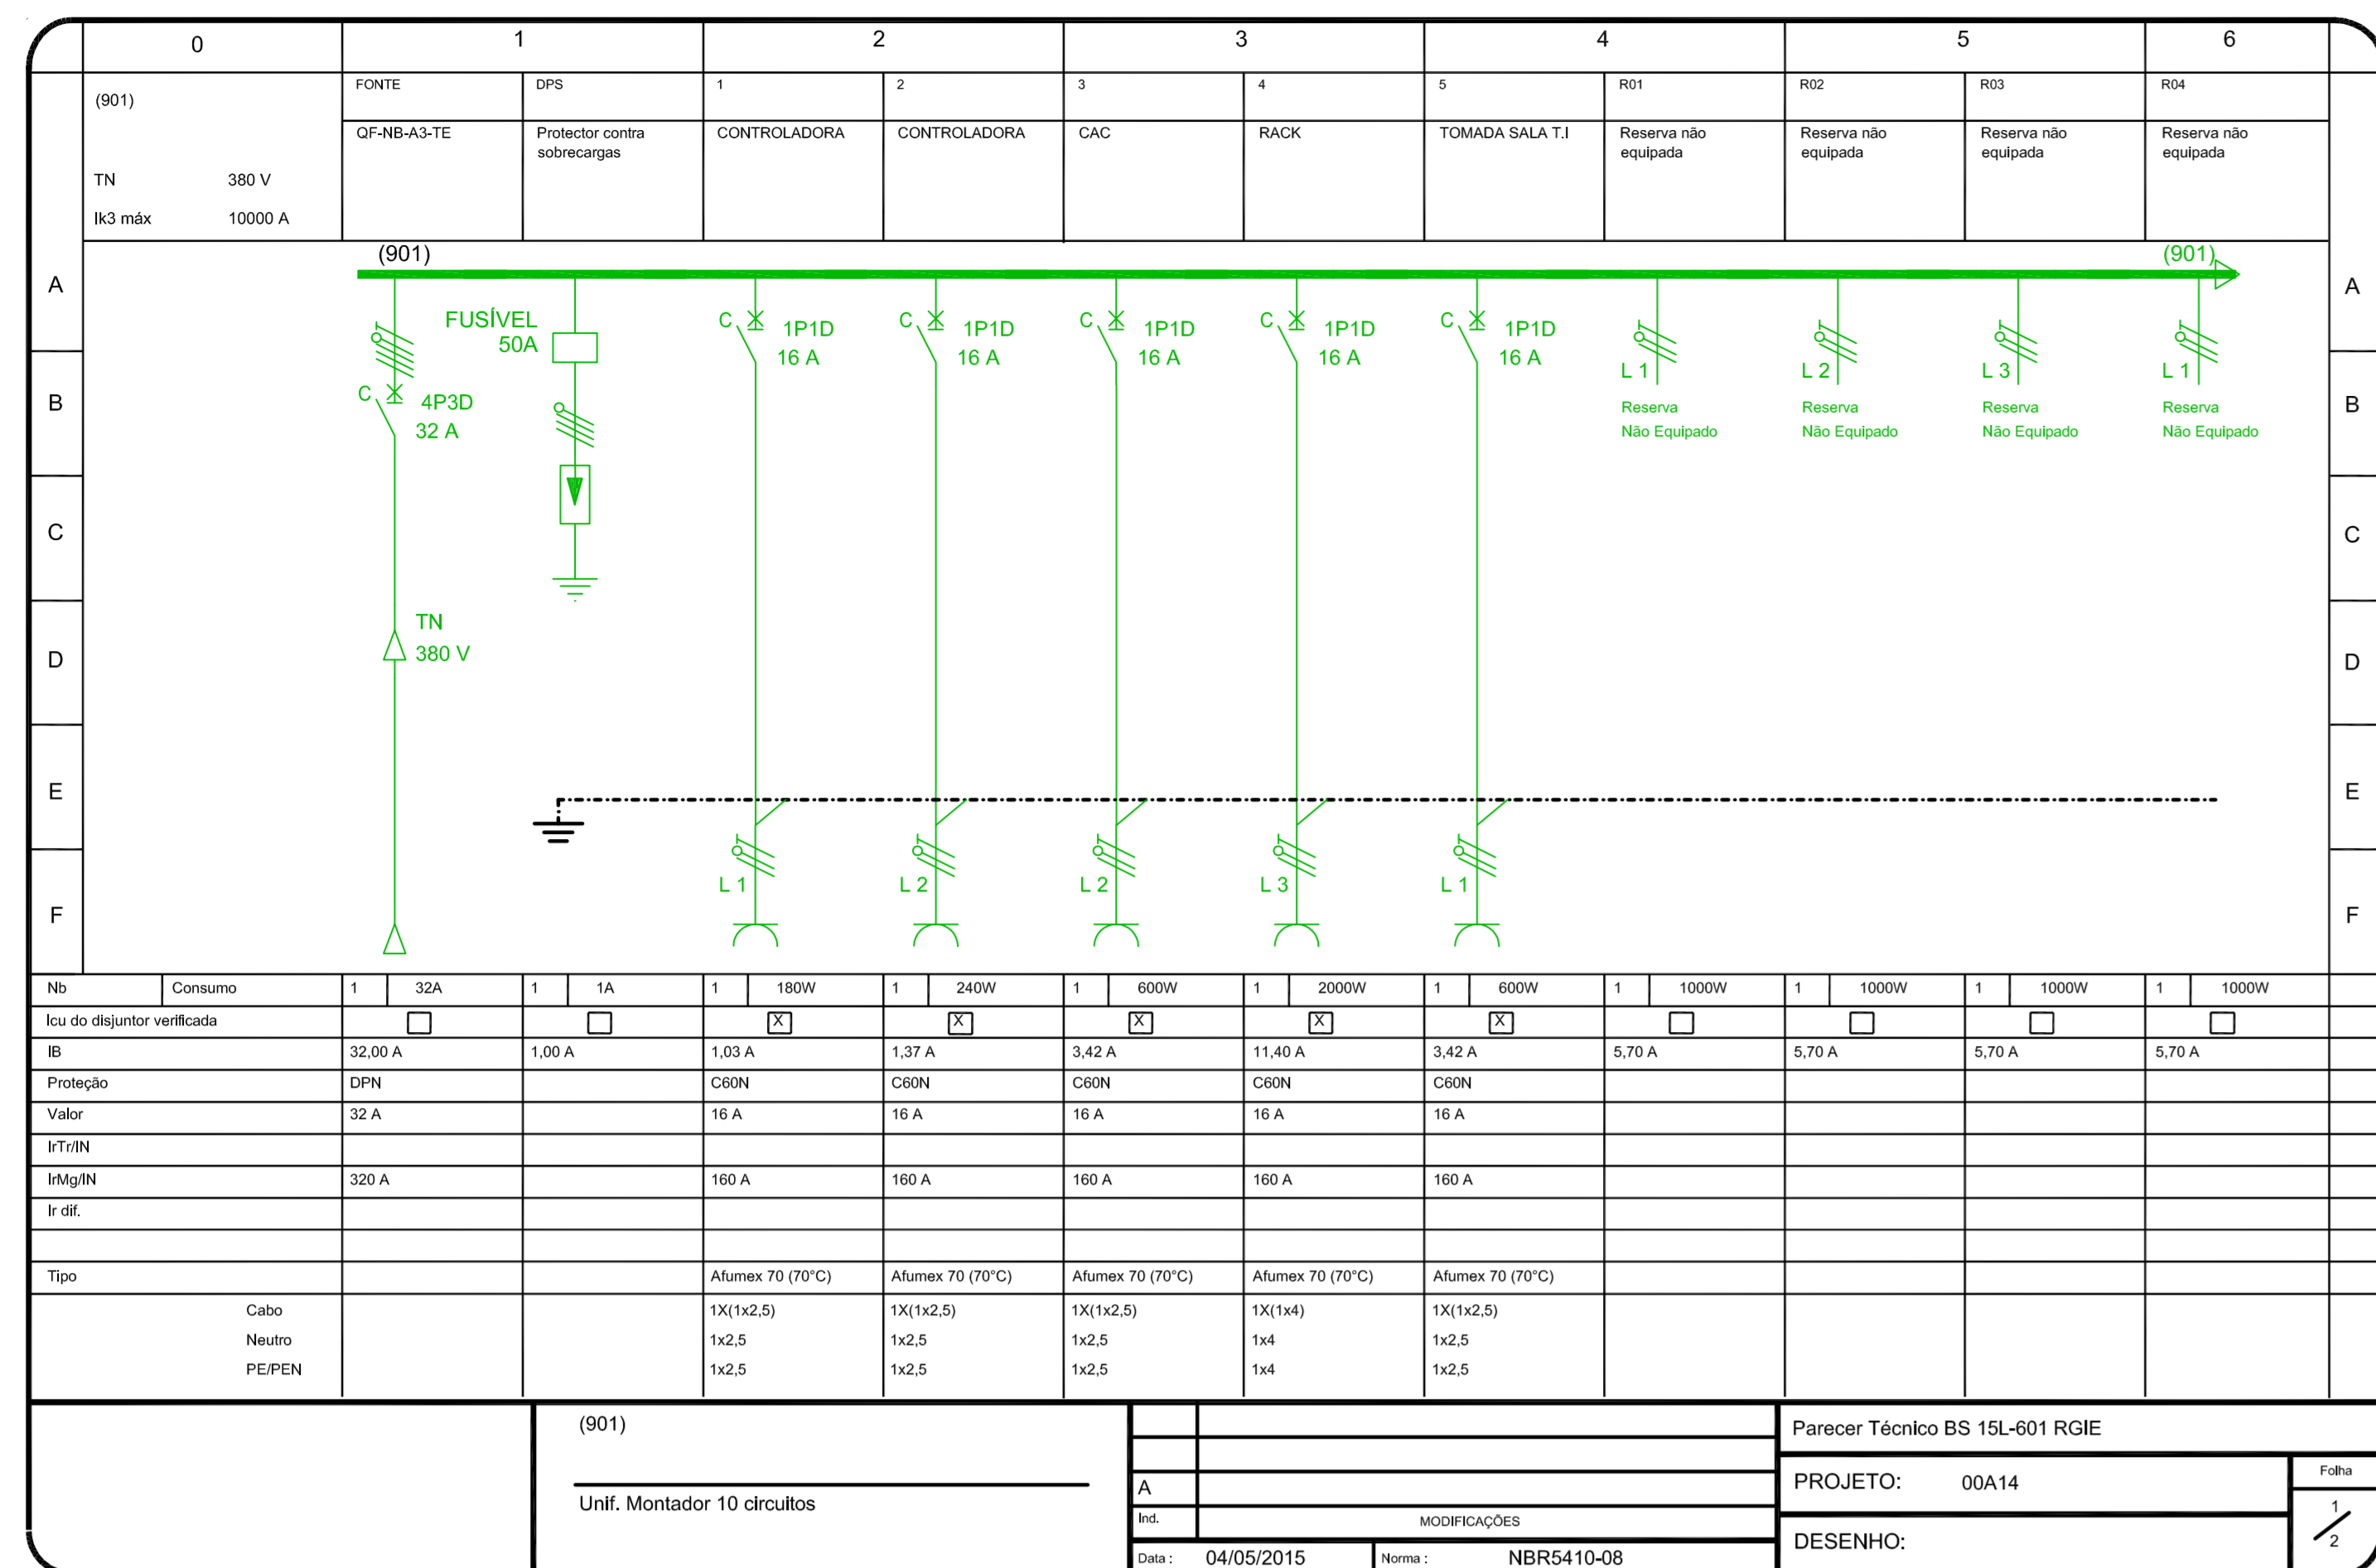 0 1 2 3 4 5 6
(901)
TN 380 V
Ik3 máx 10000 A
FONTE DPS 1 2 3 4 5 R01 R02 R03 R04
QF-NB-A3-TE Protector contra CONTROLADORA CONTROLADORA CAC RACK TOMADA SALA T.I Reserva não Reserva não Reserva não Reserva não
sobrecargas equipada equipada equipada equipada
(901) (901)
A A
FUSÍVEL C 1P1D C 1P1D C 1P1D C 1P1D C 1P1D
50A 16 A 16 A 16 A 16 A 16 A
L 1 L 2 L 3 L 1
B C 4P3D Reserva Reserva Reserva Reserva B
32 A Não Equipado Não Equipado Não Equipado Não Equipado
C C
TN
D 380 V D
E E
L 1 L 2 L 2 L 3 L 1
F F
Nb Consumo 1 32A 1 1A 1 180W 1 240W 1 600W 1 2000W 1 600W 1 1000W 1 1000W 1 1000W 1 1000W
Icu do disjuntor verificada X X X X X
IB 32,00 A 1,00 A 1,03 A 1,37 A 3,42 A 11,40 A 3,42 A 5,70 A 5,70 A 5,70 A 5,70 A
Proteção DPN C60N C60N C60N C60N C60N
Valor 32 A 16 A 16 A 16 A 16 A 16 A
IrTr/IN
IrMg/IN 320 A 160 A 160 A 160 A 160 A 160 A
Ir dif.
Tipo Afumex 70 (70°C) Afumex 70 (70°C) Afumex 70 (70°C) Afumex 70 (70°C) Afumex 70 (70°C)
Cabo 1X(1x2,5) 1X(1x2,5) 1X(1x2,5) 1X(1x4) 1X(1x2,5)
Neutro 1x2,5 1x2,5 1x2,5 1x4 1x2,5
PE/PEN 1x2,5 1x2,5 1x2,5 1x4 1x2,5
(901)
Unif. Montador 10 circuitos
A
Ind. MODIFICAÇÕES
Data : 04/05/2015 Norma : NBR5410-08
Parecer Técnico BS 15L-601 RGIE
PROJETO: 00A14
DESENHO:
Folha
1
2